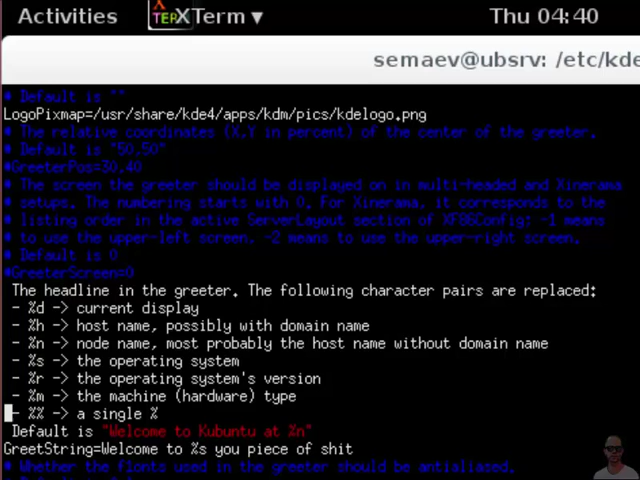 Activities XTerm ▾ Thu 04:40
semaev@ubsrv: /etc/kde
* Default is ""
LogoPixmap=/usr/share/kde4/apps/kdm/pics/kdelogo.png
* The relative coordinates (X,Y in percent) of the center of the greeter.
* Default is "50,50"
*GreeterPos=30,40
* The screen the greeter should be displayed on in multi-headed and Xinerama
* setups. The numbering starts with 0. For Xinerama, it corresponds to the
* listing order in the active ServerLayout section of XF86Config; -1 means
* to use the upper-left screen, -2 means to use the upper-right screen.
* Default is 0
*GreeterScreen=0
The headline in the greeter. The following character pairs are replaced:
- %d -> current display
- %h -> host name, possibly with domain name
- %n -> node name, most probably the host name without domain name
- %s -> the operating system
- %r -> the operating system's version
- %m -> the machine (hardware) type
- %% -> a single %
Default is "Welcome to Kubuntu at %n"
GreetString=Welcome to %s you piece of shit
* Whether the fonts used in the greeter should be antialiased.